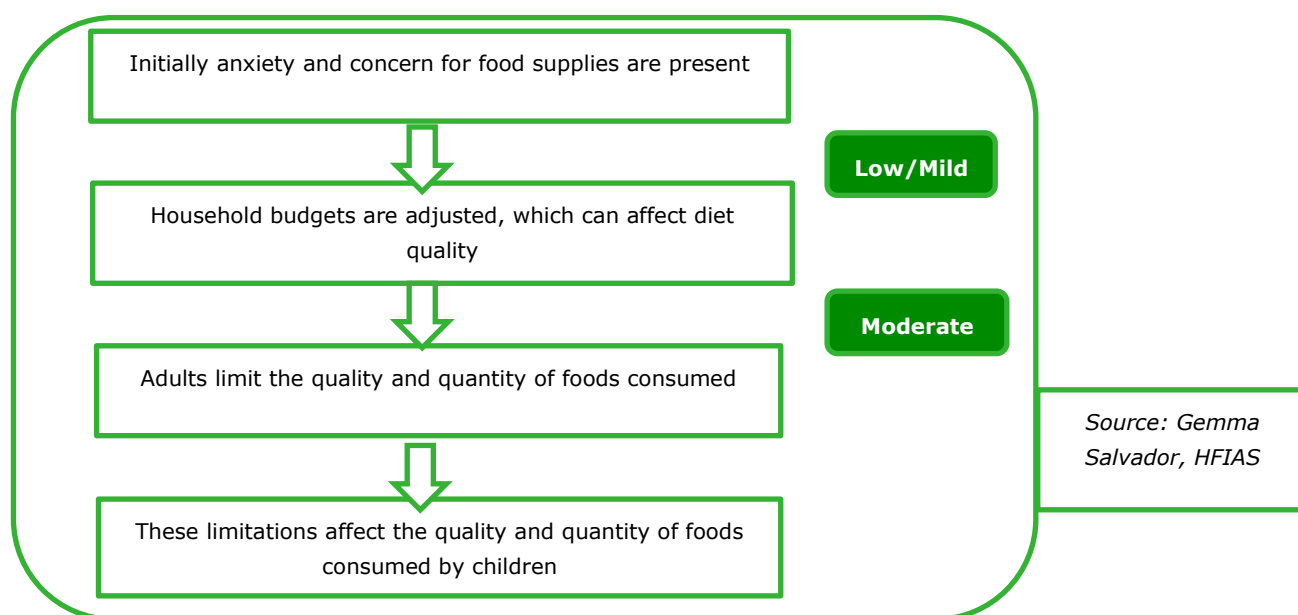 Initially anxiety and concern for food supplies are present
Low/Mild
Household budgets are adjusted, which can affect diet
quality
Moderate
Adults limit the quality and quantity of foods consumed
Source: Gemma
Salvador, HFIAS
These limitations affect the quality and quantity of foods
consumed by children